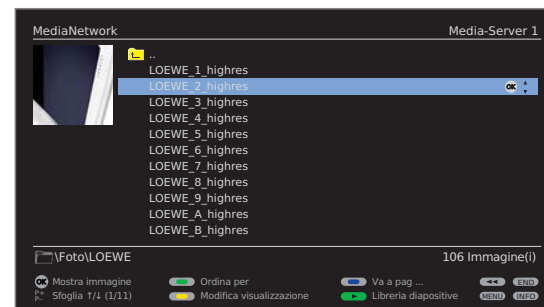 MediaNetwork Media-Server 1
..
LOEWE_1_highres
LOEWE_2_highres OK
LOEWE_3_highres
LOEWE_4_highres
LOEWE_5_highres
LOEWE_6_highres
LOEWE_7_highres
LOEWE_8_highres
LOEWE_9_highres
LOEWE_A_highres
LOEWE_B_highres
\Foto\LOEWE 106 Immagine(i)
OK Mostra immagine Ordina per Va a pag ... END
P+ P– Sfoglia ↑/↓ (1/11) Modifica visualizzazione Libreria diapositive MENU INFO